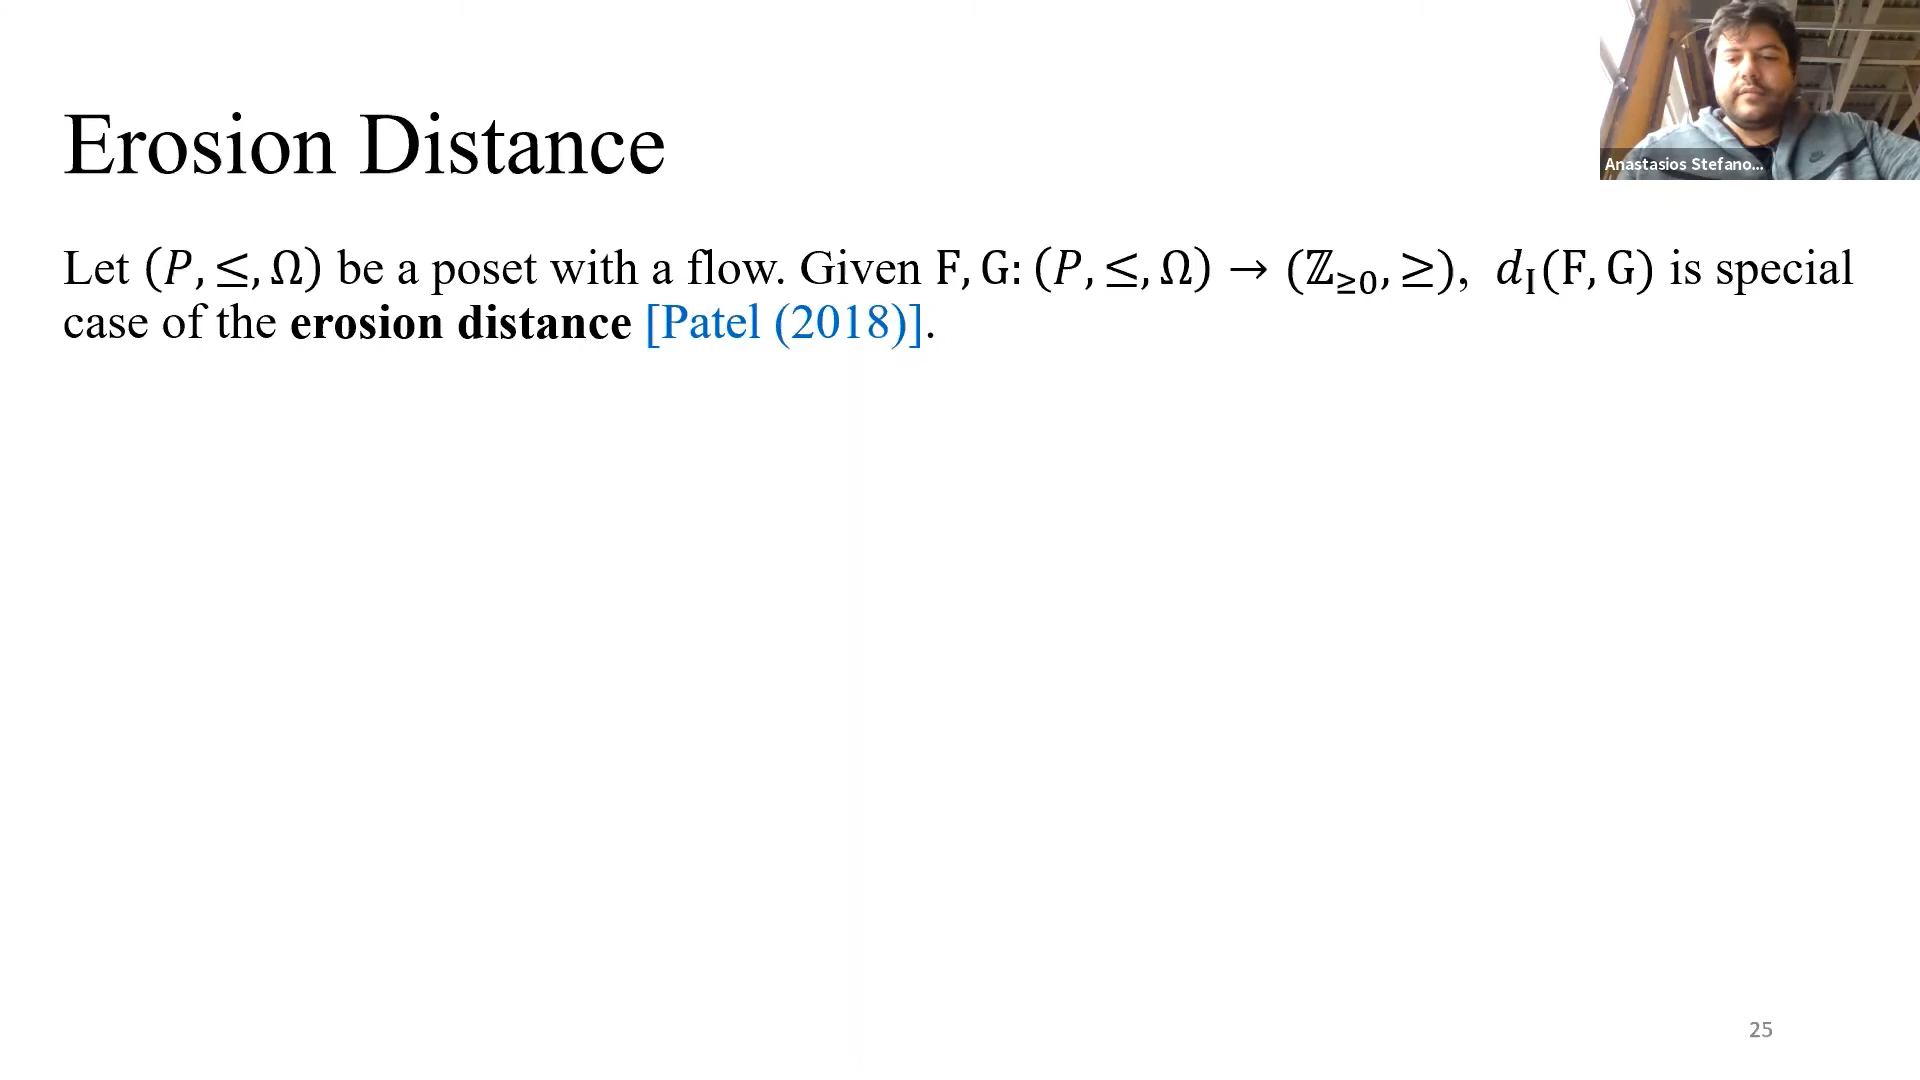 Anastasios Stefano...
Erosion Distance
Let (𝑃, ≤, Ω) be a poset with a flow. Given F, G: (𝑃, ≤, Ω) → (ℤ≥0, ≥), 𝑑I(F, G) is special
case of the erosion distance [Patel (2018)].
25